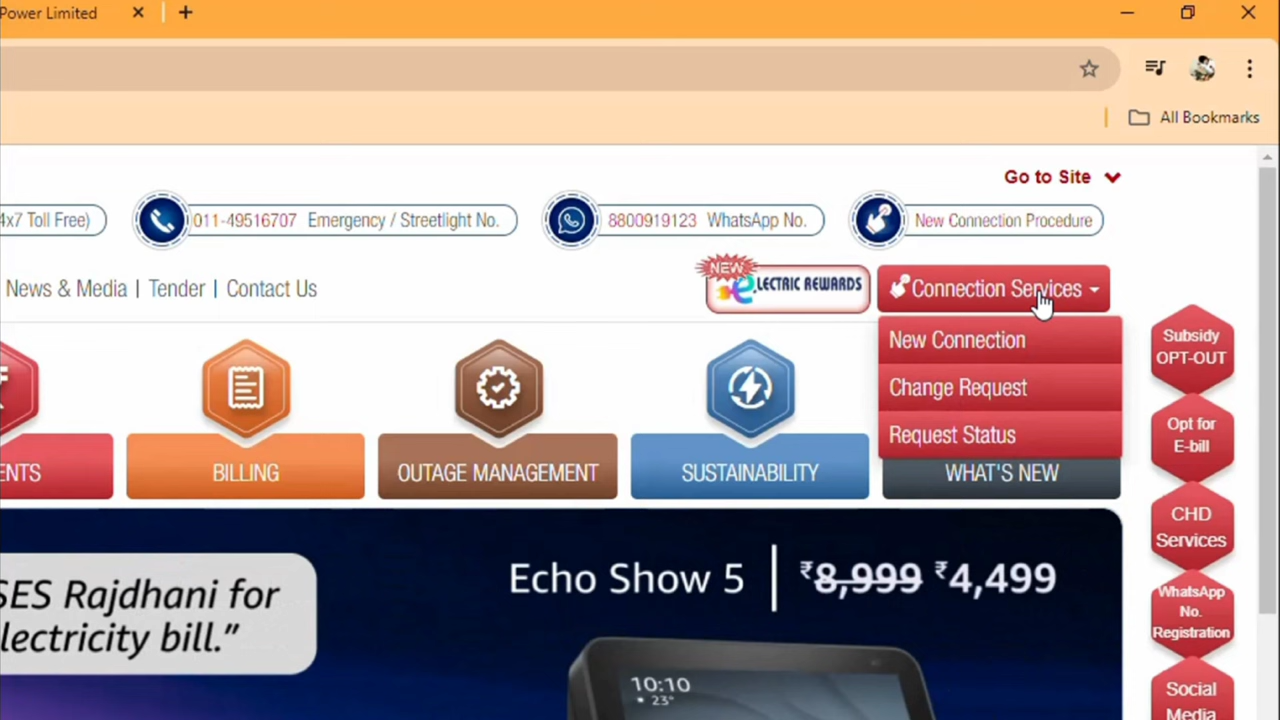 Power Limited
All Bookmarks
Go to Site
4x7 Toll Free)
011-49516707 Emergency / Streetlight No.
8800919123 WhatsApp No.
New Connection Procedure
News & Media | Tender | Contact Us
NEW
eLECTRIC REWARDS
Connection Services
New Connection
Change Request
Request Status
Subsidy
OPT-OUT
Opt for
E-bill
CHD
Services
WhatsApp
No.
Registration
Social
Media
ENTS
BILLING
OUTAGE MANAGEMENT
SUSTAINABILITY
WHAT'S NEW
SES Rajdhani for
lectricity bill.”
Echo Show 5 | ₹8,999 ₹4,499
10:10
23°